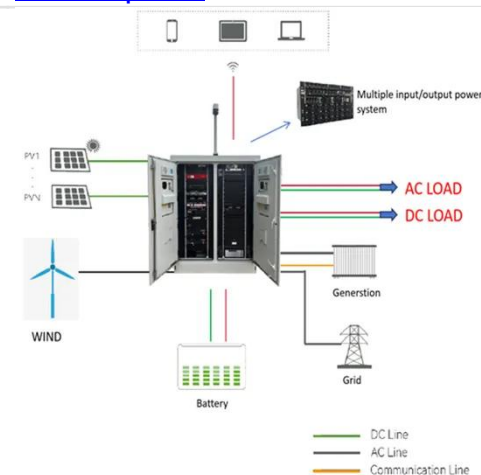 Multiple input/output power
system
PV1
PVN
AC LOAD
DC LOAD
WIND
Generstion
Grid
Battery
DC Line
AC Line
Communication Line